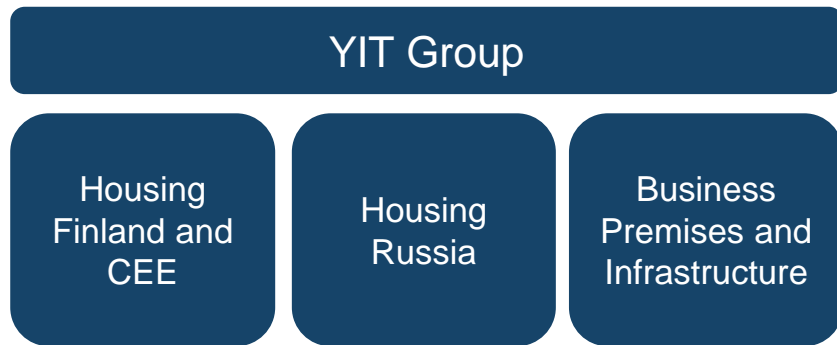 YIT Group
Housing
Finland and
CEE
Housing
Russia
Business
Premises and
Infrastructure